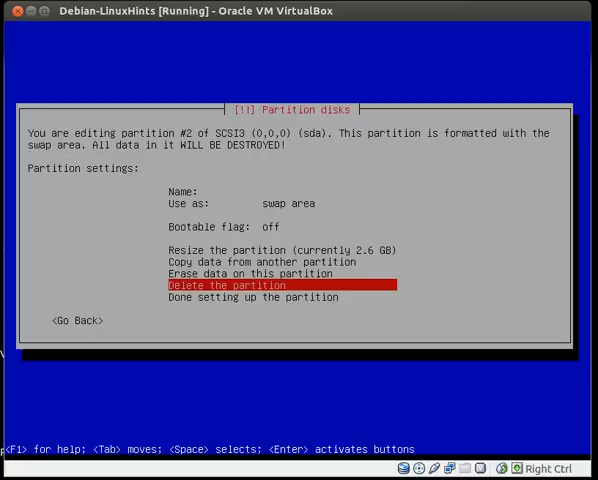 Debian-LinuxHints [Running] - Oracle VM VirtualBox
[!!] Partition disks
You are editing partition #2 of SCSI3 (0,0,0) (sda). This partition is formatted with the
swap area. All data in it WILL BE DESTROYED!
Partition settings:
Name:
Use as: swap area
Bootable flag: off
Resize the partition (currently 2.6 GB)
Copy data from another partition
Erase data on this partition
Delete the partition
Done setting up the partition
<Go Back>
<F1> for help; <Tab> moves; <Space> selects; <Enter> activates buttons
Right Ctrl